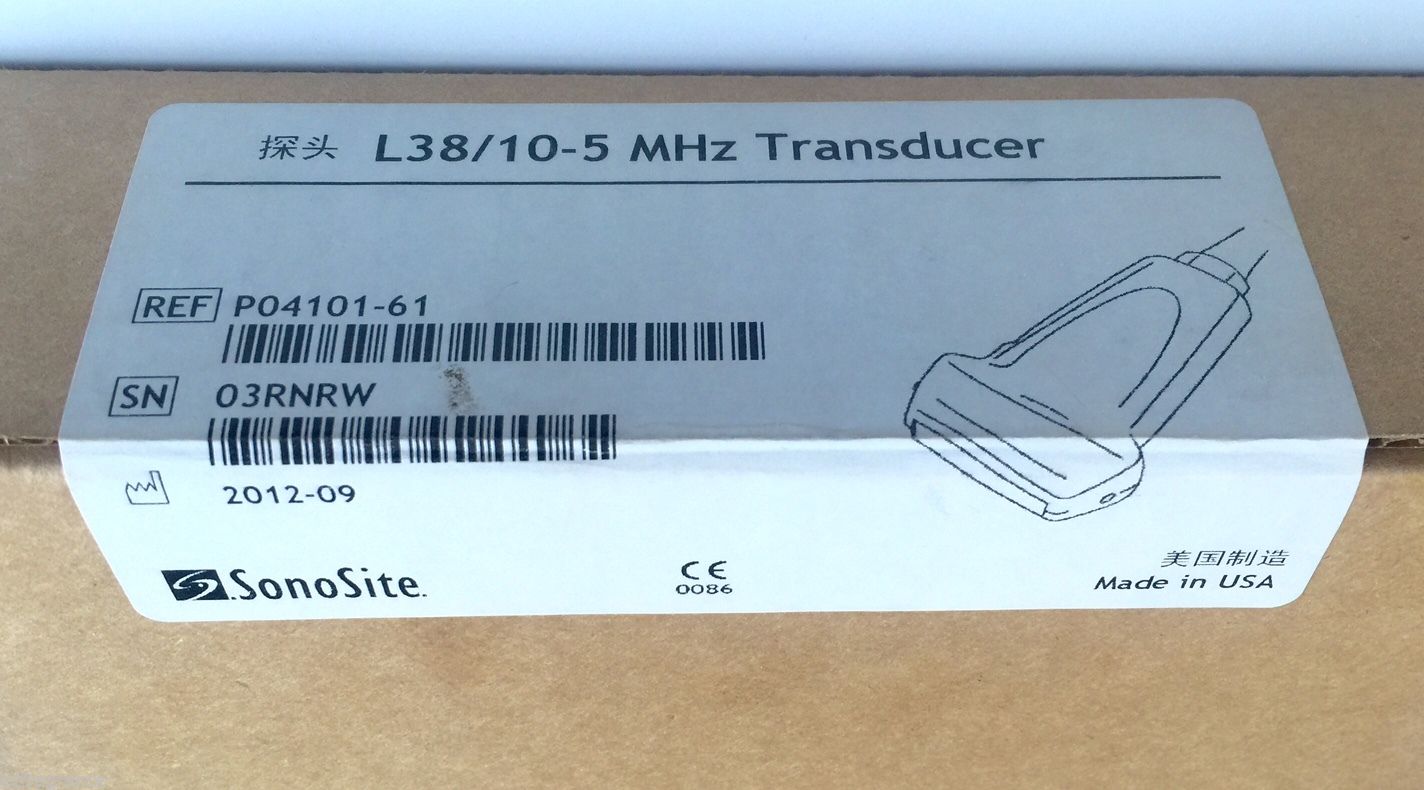 探头 L38/10-5 MHz Transducer
REF P04101-61
SN 03RNRW
2012-09
SonoSite.
CE
0086
美国制造
Made in USA